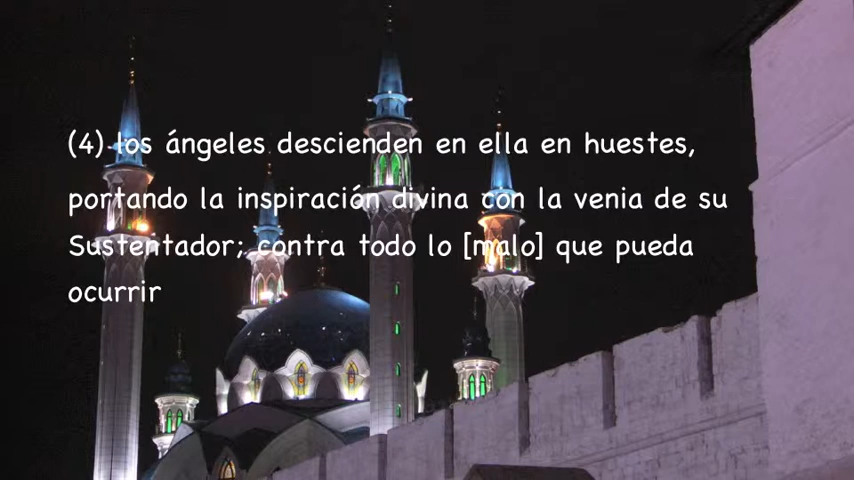 (4) los ángeles descienden en ella en huestes,
portando la inspiración divina con la venia de su
Sustentador; contra todo lo [malo] que pueda
ocurrir